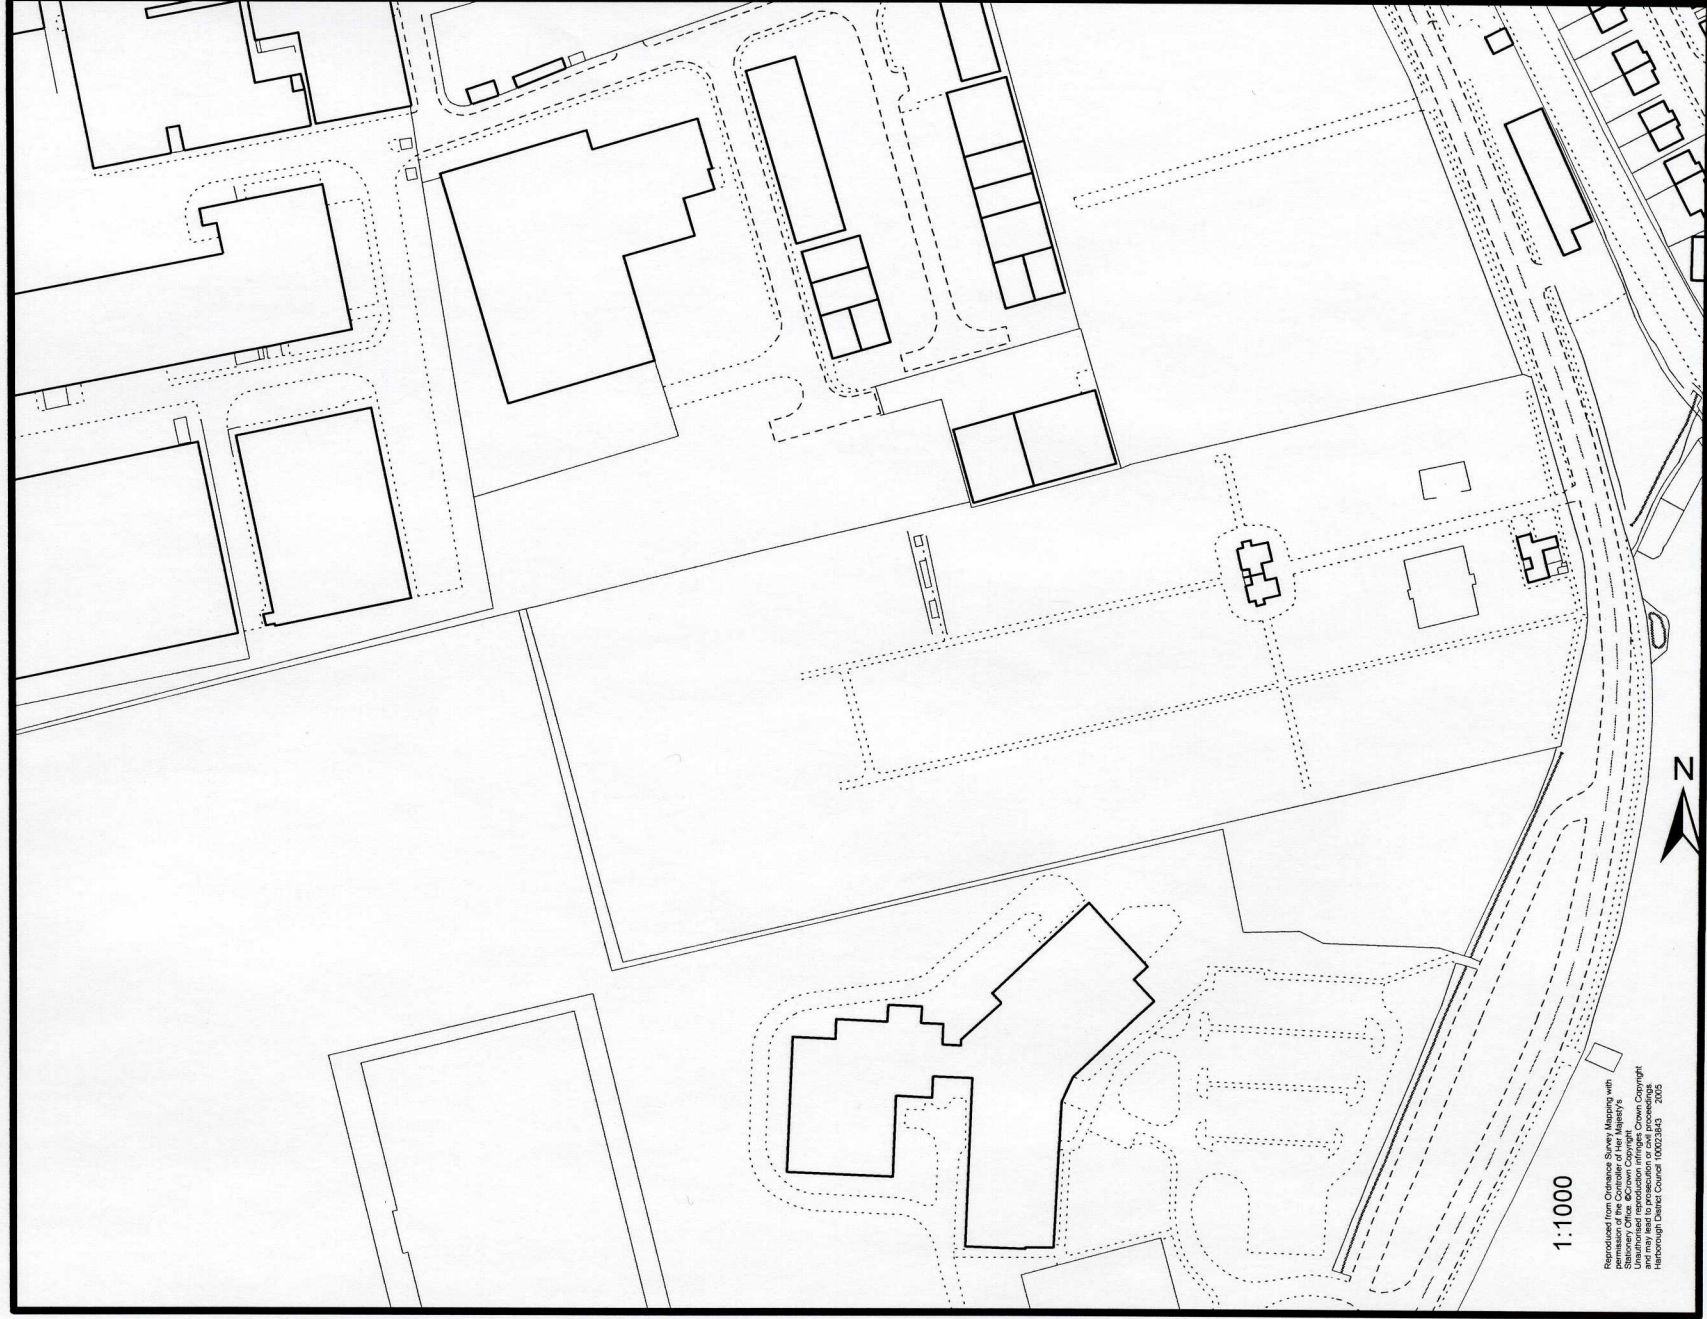 N
1:1000
Reproduced from Ordnance Survey Mapping with
permission of the Controller of Her Majesty's
Stationery Office ©Crown Copyright
Unauthorised reproduction infringes Crown Copyright
and may lead to prosecution or civil proceedings.
Harborough District Council 100023843 2005